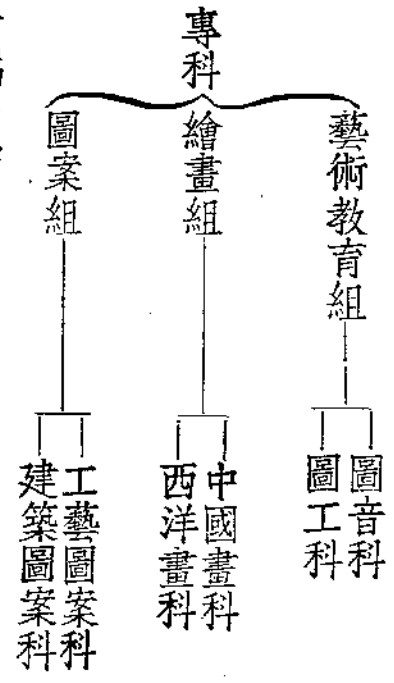 專科
藝術教育組
圖音科
圖工科
繪畫組
中國畫科
西洋畫科
圖案組
工藝圖案科
建築圖案科